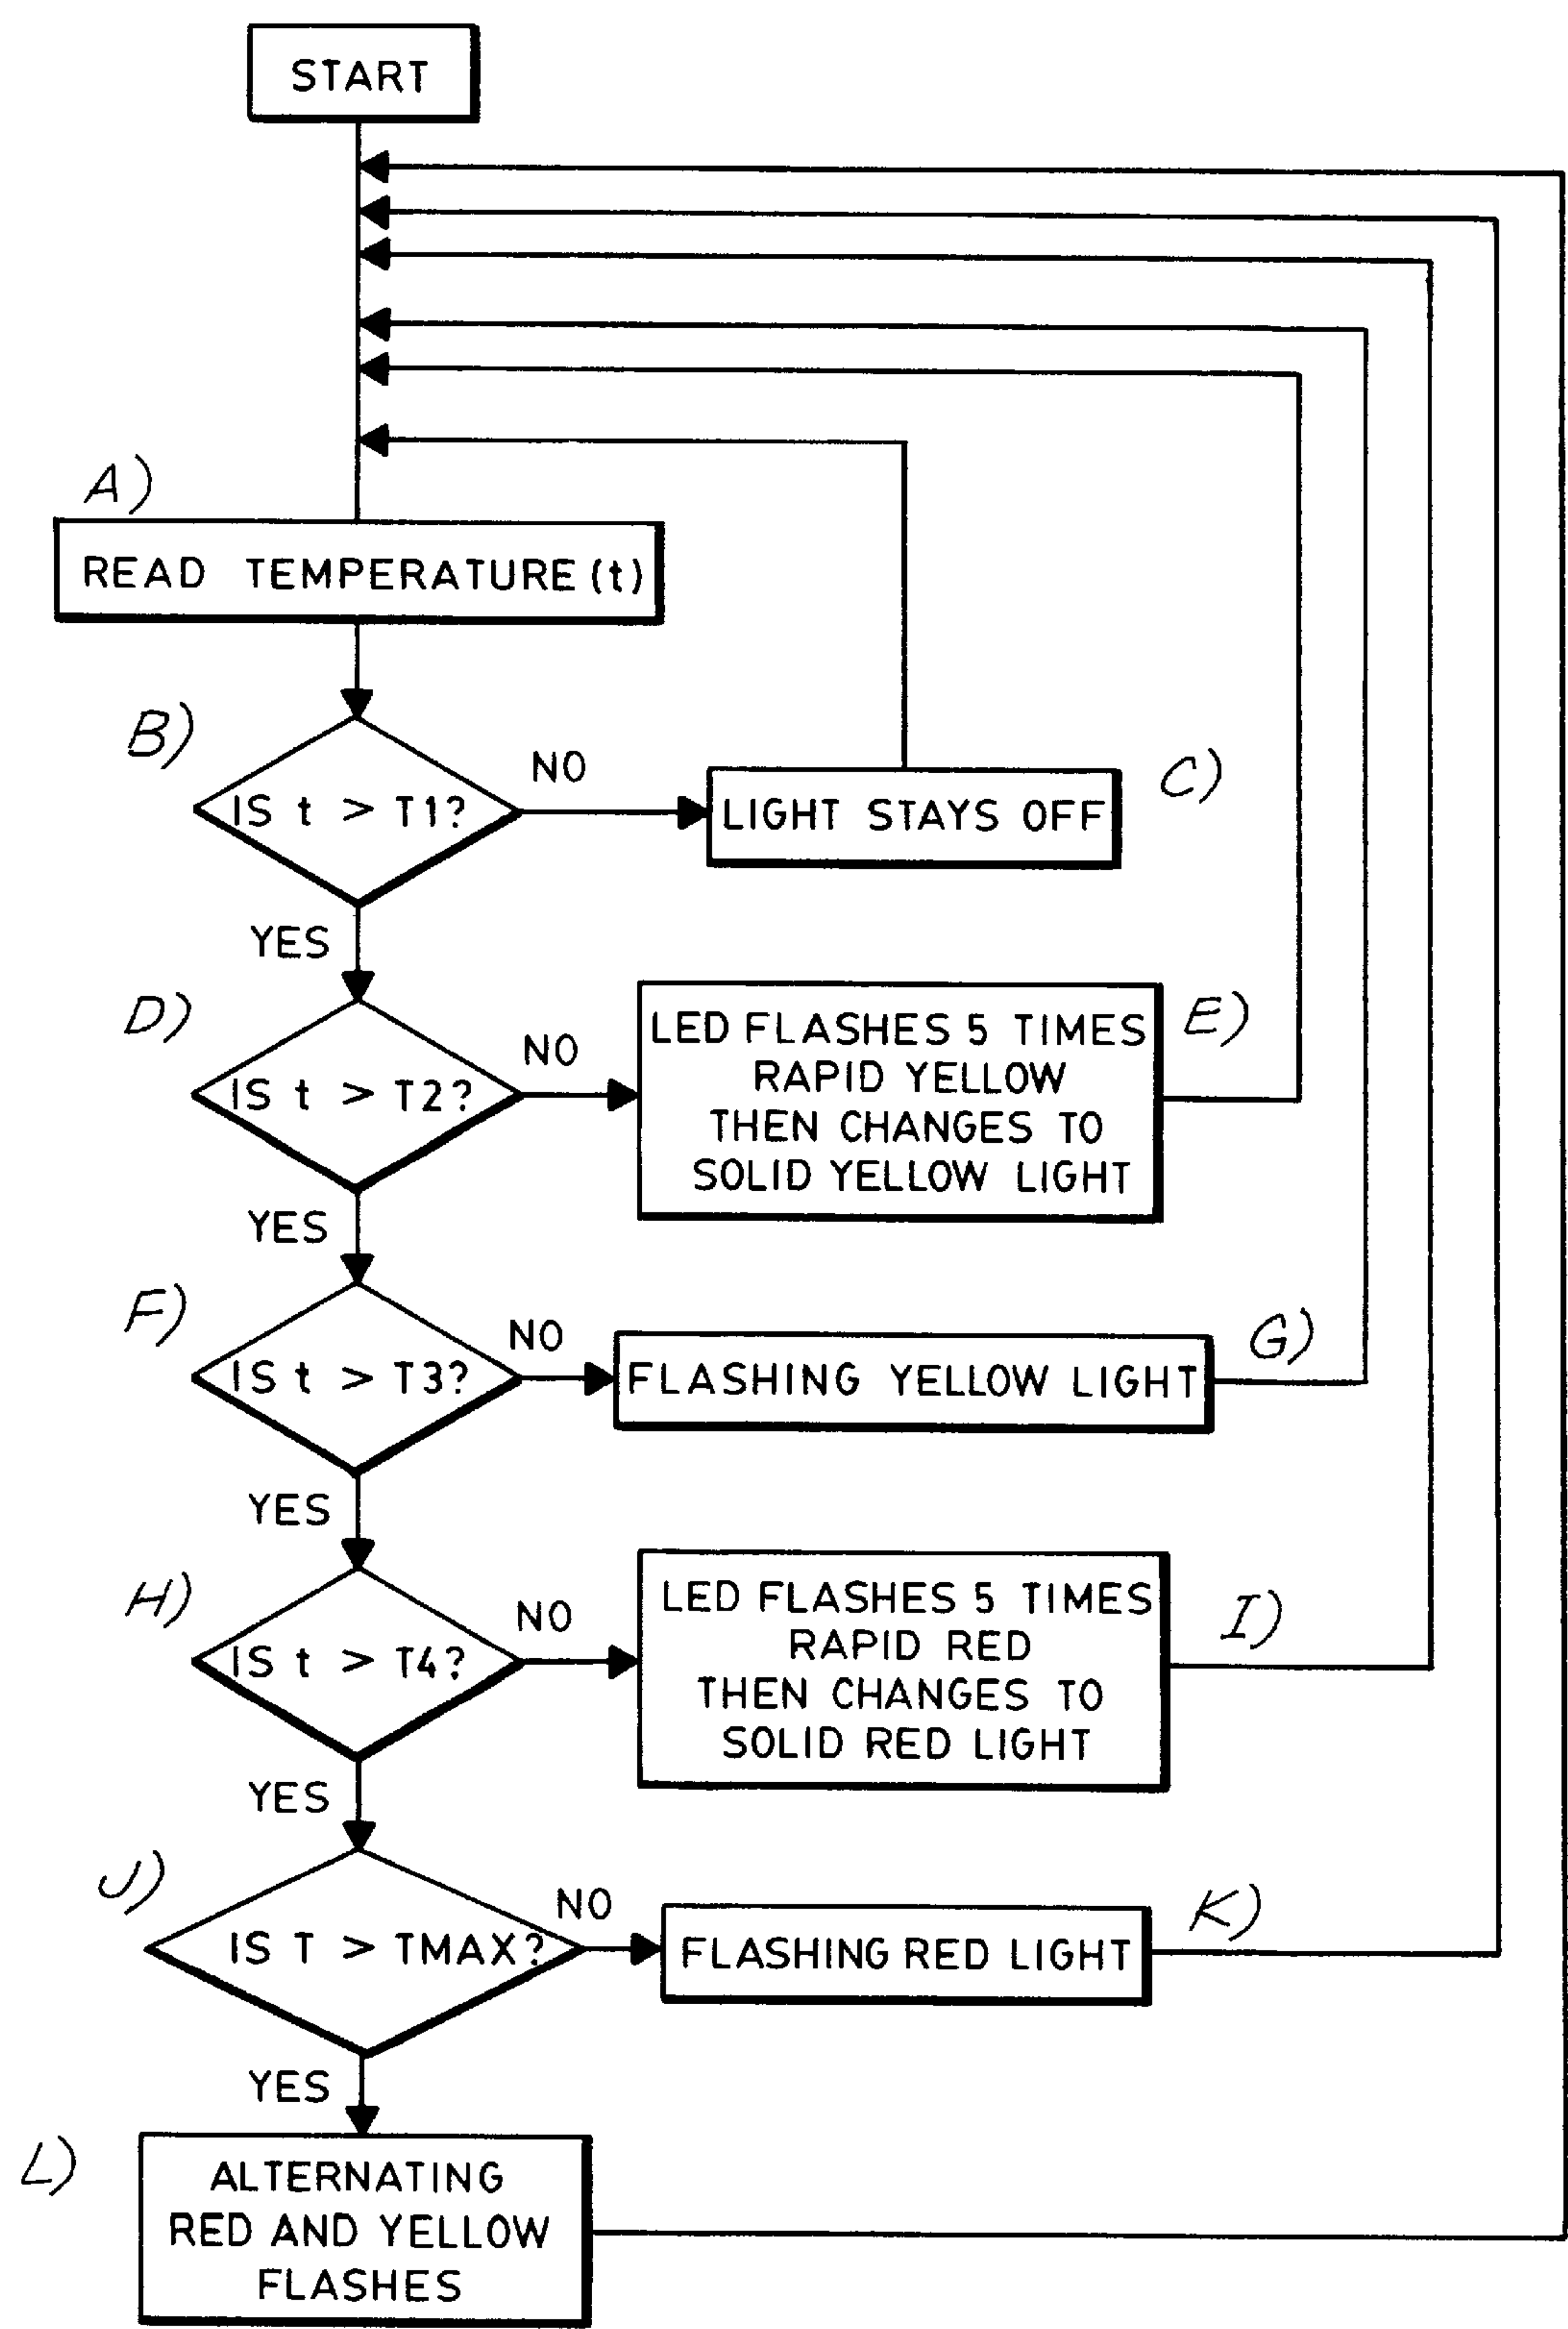 START
A)
READ TEMPERATURE (t)
B)
IS t > T1?
NO
LIGHT STAYS OFF
C)
YES
D)
IS t > T2?
NO
LED FLASHES 5 TIMES
RAPID YELLOW
THEN CHANGES TO
SOLID YELLOW LIGHT
E)
YES
F)
IS t > T3?
NO
FLASHING YELLOW LIGHT
G)
YES
H)
IS t > T4?
NO
LED FLASHES 5 TIMES
RAPID RED
THEN CHANGES TO
SOLID RED LIGHT
I)
YES
J)
IS T > TMAX?
NO
FLASHING RED LIGHT
K)
YES
L)
ALTERNATING
RED AND YELLOW
FLASHES